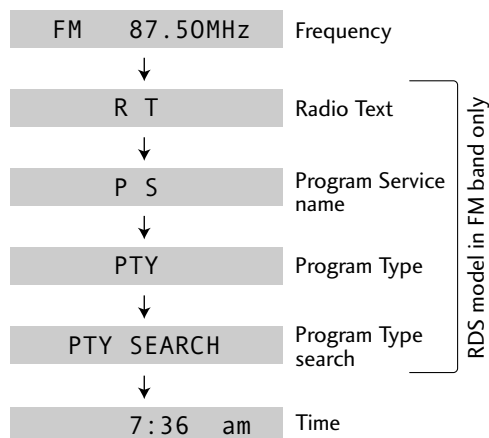 FM 87.50MHz Frequency
R T Radio Text
P S Program Service
name
PTY Program Type
PTY SEARCH Program Type
search
7:36 am Time
RDS model in FM band only